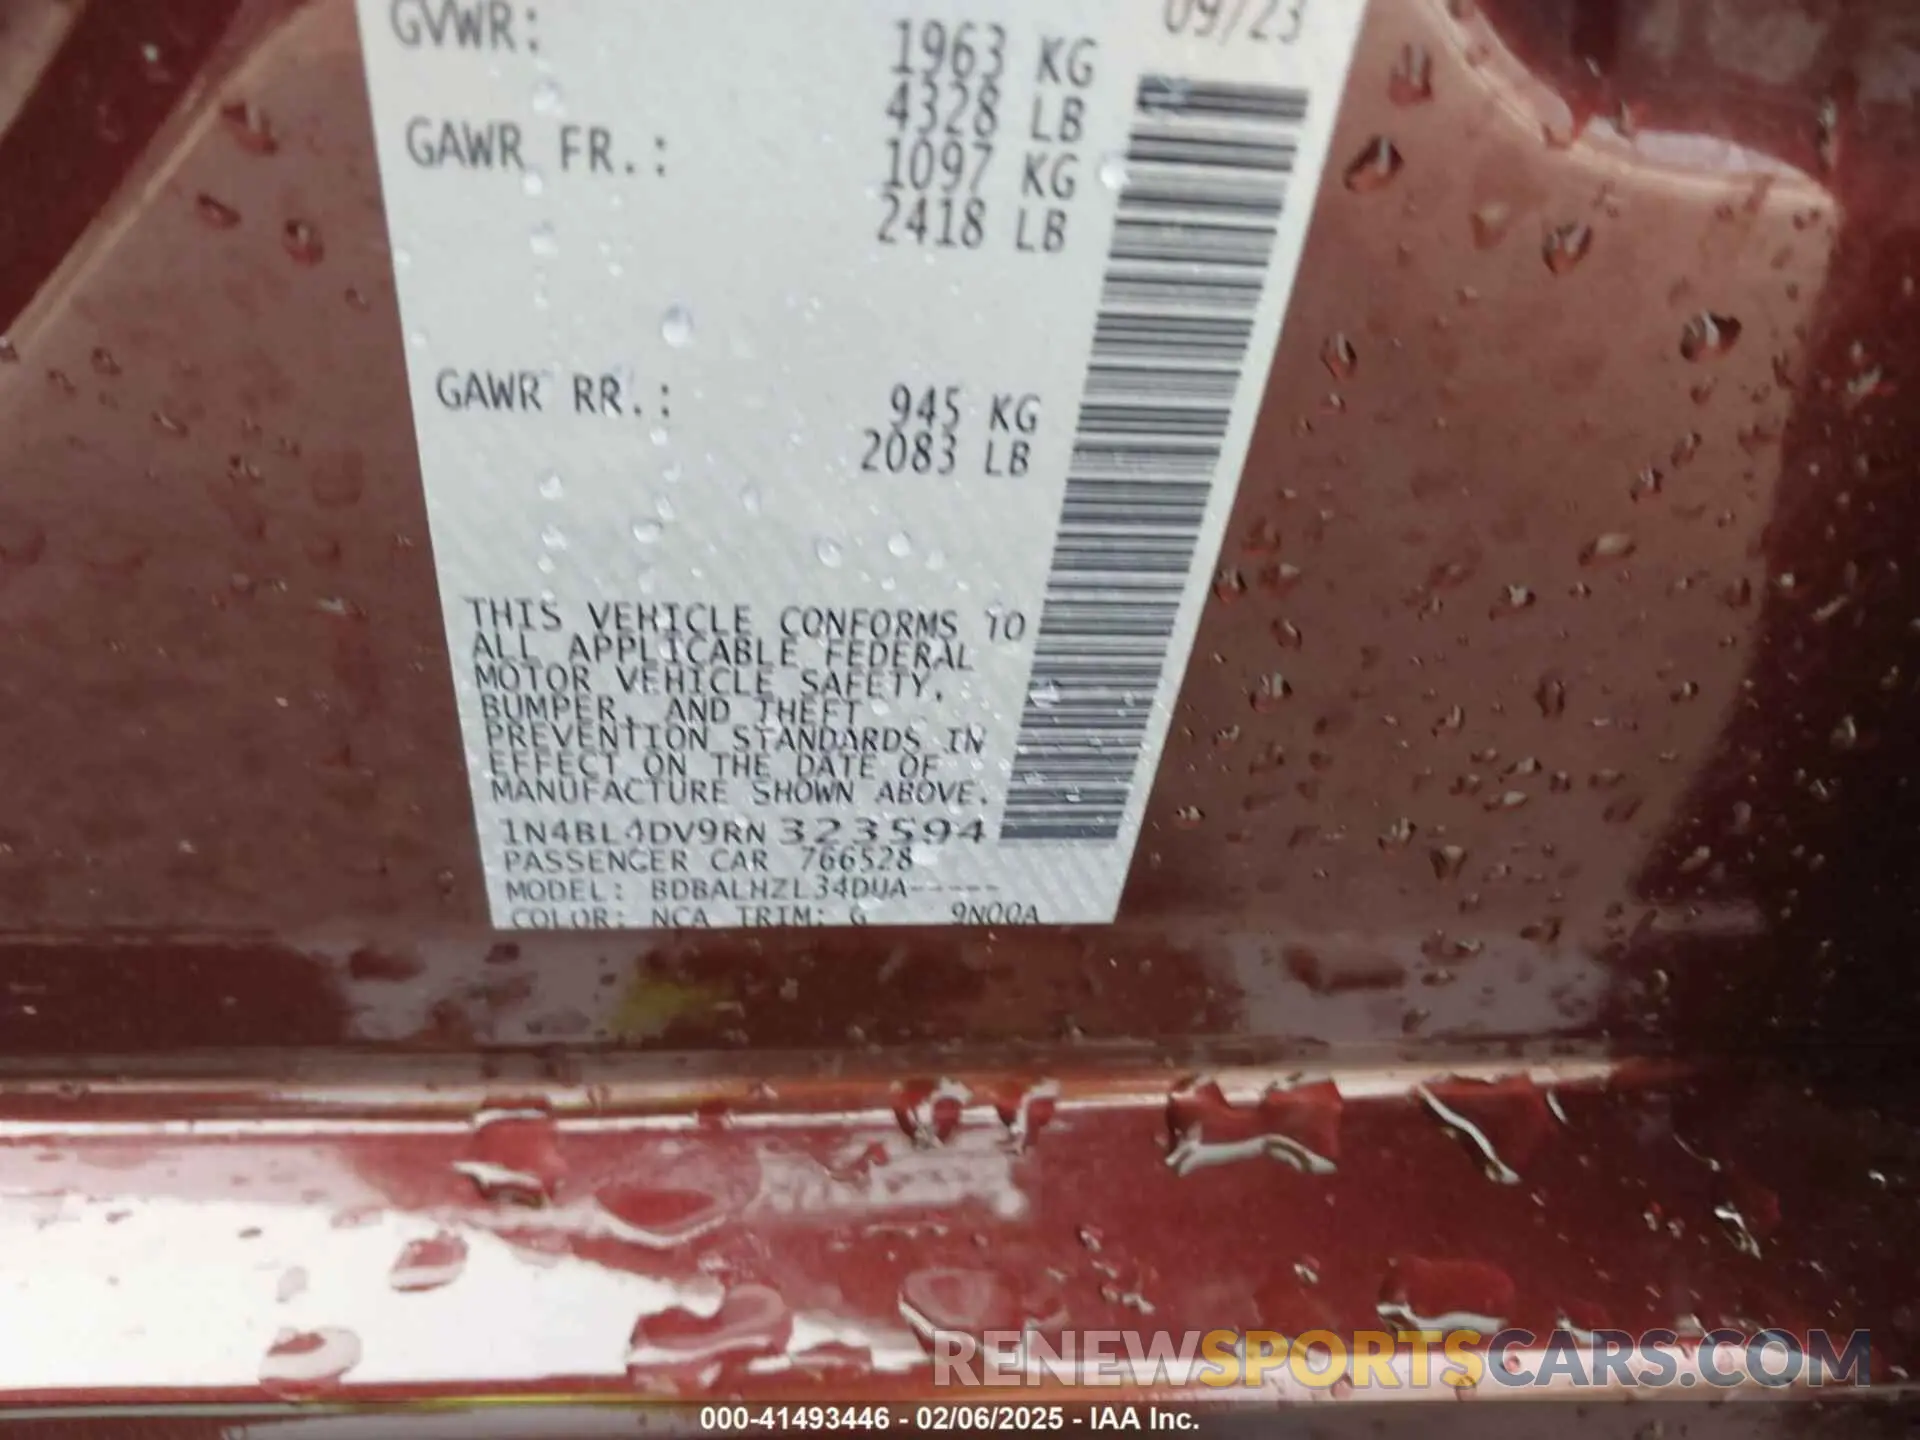 GVWR: 1963 KG 09/23
4328 LB
GAWR FR.: 1097 KG
2418 LB
GAWR RR.: 945 KG
2083 LB
THIS VEHICLE CONFORMS TO
ALL APPLICABLE FEDERAL
MOTOR VEHICLE SAFETY,
BUMPER, AND THEFT
PREVENTION STANDARDS IN
EFFECT ON THE DATE OF
MANUFACTURE SHOWN ABOVE.
1N4BL4DV9RN323594
PASSENGER CAR 766528
MODEL: BDBALHZL34DUA-----
COLOR: NCA TRIM: G 9N00A
RENEWSPORTSCARS.COM
000-41493446 - 02/06/2025 - IAA Inc.